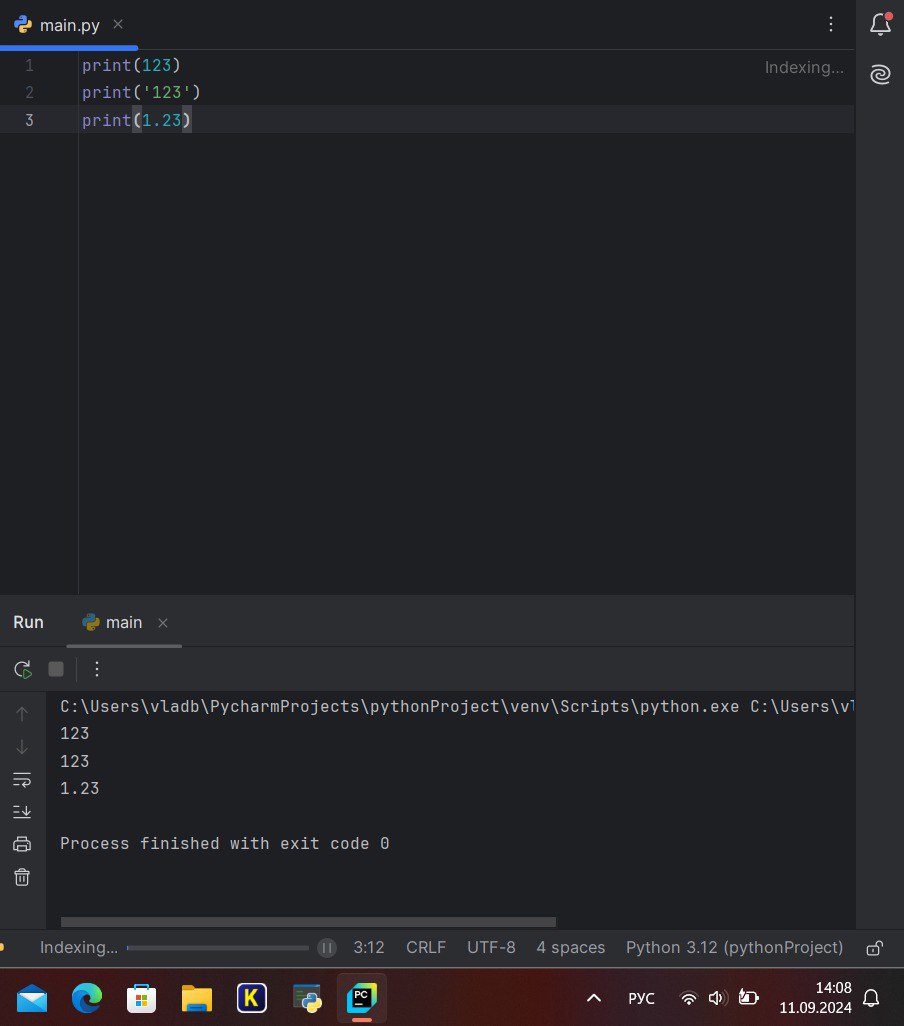 main.py
1 print(123)
Indexing...
2 print('123')
3 print(1.23)
Run main
C:\Users\vladb\PycharmProjects\pythonProject\venv\Scripts\python.exe C:\Users\vl
123
123
1.23
Process finished with exit code 0
Indexing... 3:12 CRLF UTF-8 4 spaces Python 3.12 (pythonProject)
K PC РУС 14:08
11.09.2024